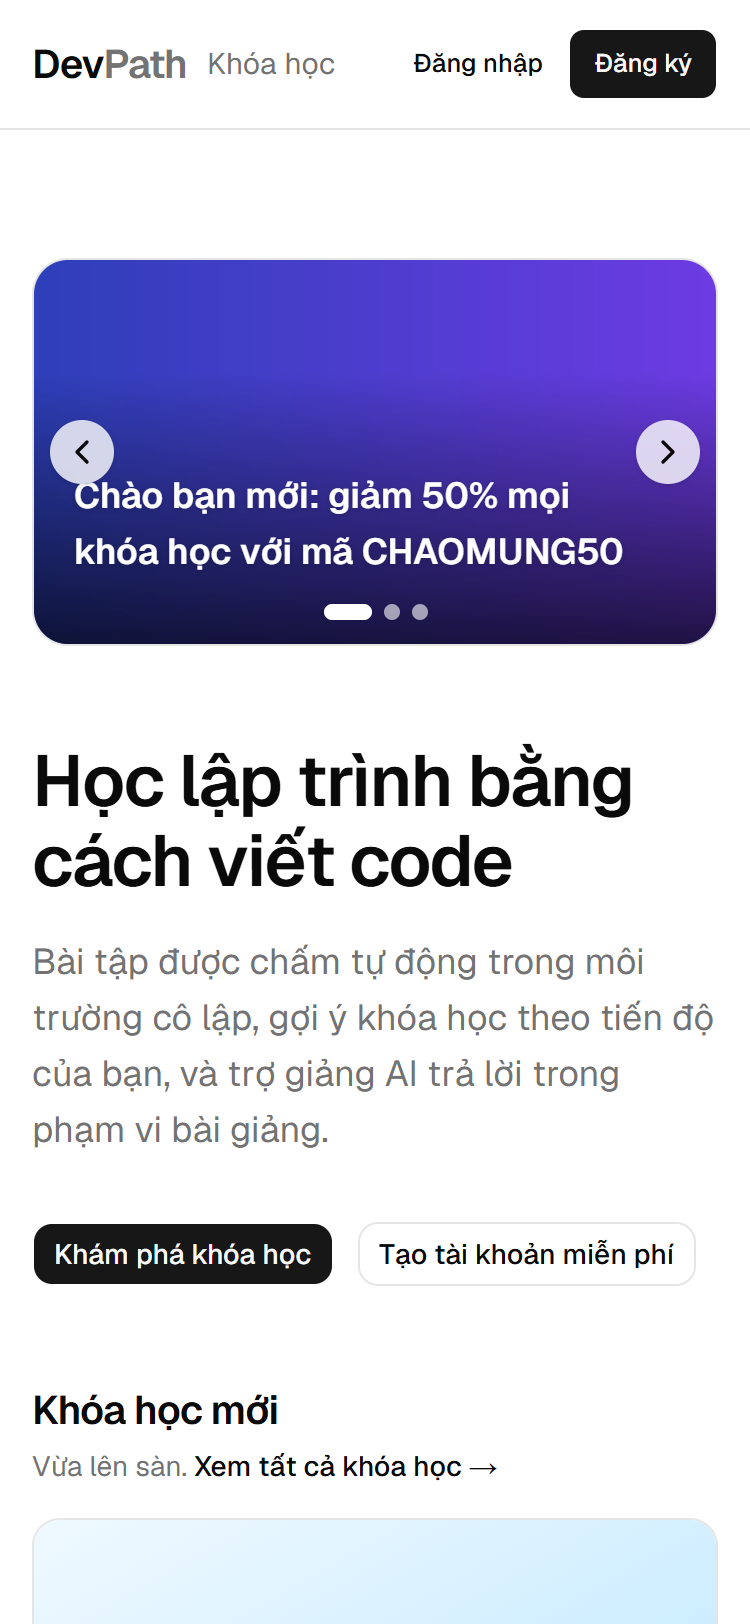 DevPath Khóa học Đăng nhập Đăng ký
Chào bạn mới: giảm 50% mọi
khóa học với mã CHAOMUNG50
Học lập trình bằng
cách viết code
Bài tập được chấm tự động trong môi
trường cô lập, gợi ý khóa học theo tiến độ
của bạn, và trợ giảng AI trả lời trong
phạm vi bài giảng.
Khám phá khóa học Tạo tài khoản miễn phí
Khóa học mới
Vừa lên sàn. Xem tất cả khóa học →